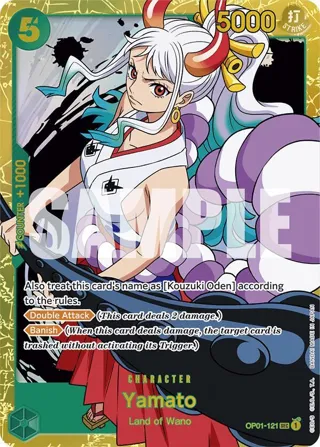 5
5000
打
STRIKE
COUNTER +1000
SAMPLE
Also treat this card's name as [Kouzuki Oden] according
to the rules.
Double Attack (This card deals 2 damage.)
Banish (When this card deals damage, the target card is
trashed without activating its Trigger.)
CHARACTER
Yamato
Land of Wano
OP01-121 SEC 1